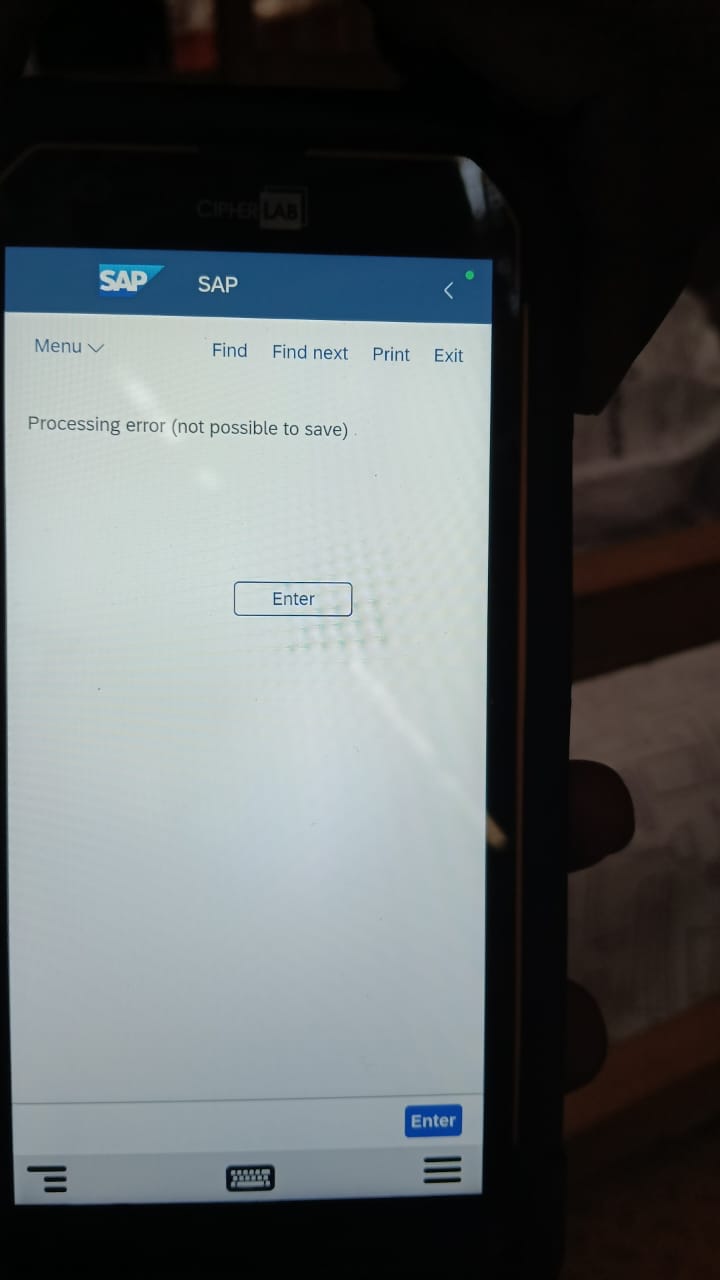 CIPHERLAB
SAP SAP
Menu Find Find next Print Exit
Processing error (not possible to save)
Enter
Enter